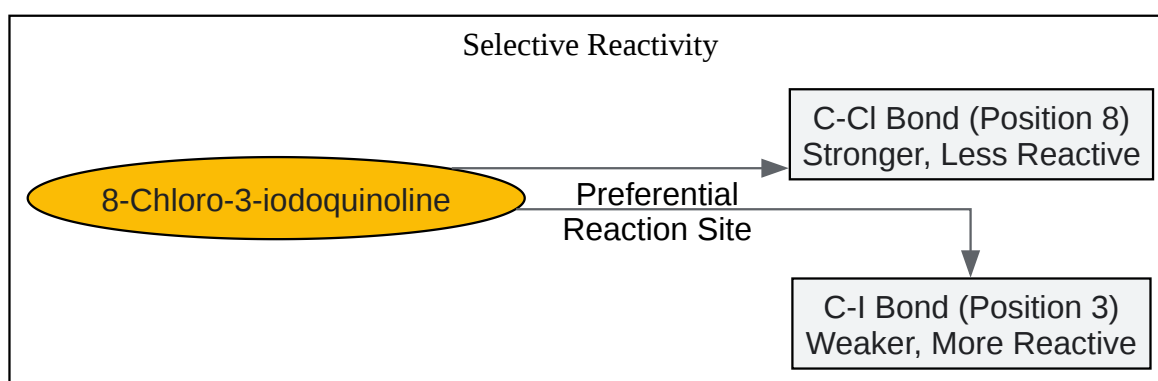 Selective Reactivity
C-Cl Bond (Position 8)
Stronger, Less Reactive
8-Chloro-3-iodoquinoline
Preferential
Reaction Site
C-I Bond (Position 3)
Weaker, More Reactive